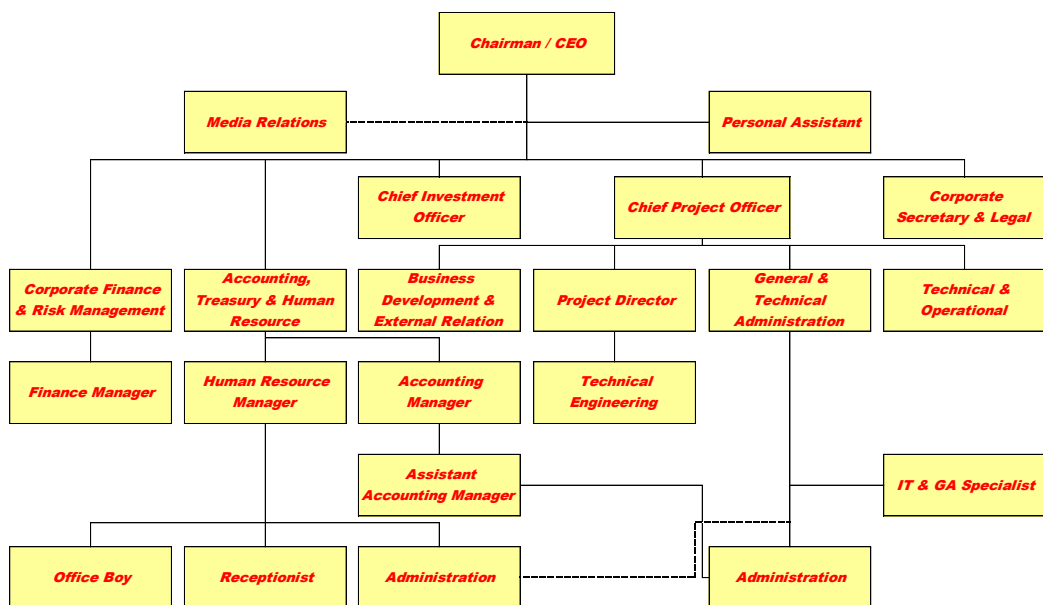 Chairman / CEO
Media Relations
Personal Assistant
Chief Investment
Officer
Chief Project Officer
Corporate
Secretary & Legal
Corporate Finance
& Risk Management
Accounting,
Treasury & Human
Resource
Business
Development &
External Relation
Project Director
General &
Technical
Administration
Technical &
Operational
Finance Manager
Human Resource
Manager
Accounting
Manager
Technical
Engineering
Assistant
Accounting Manager
IT & GA Specialist
Office Boy
Receptionist
Administration
Administration